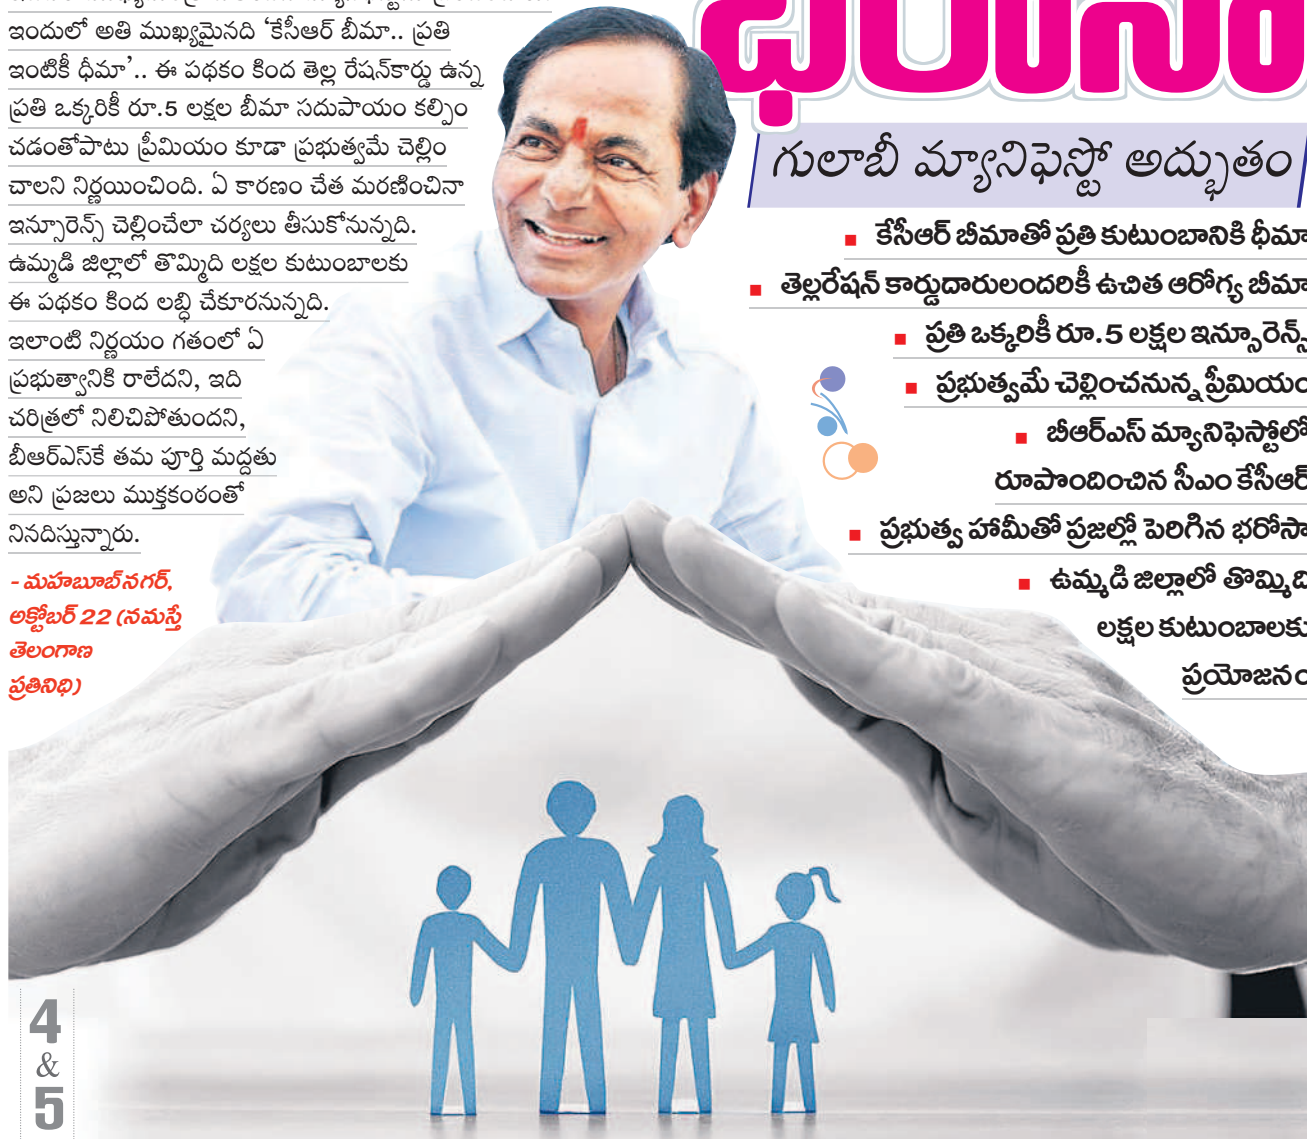 ఇందులో అతి ముఖ్యమైనది ‘కేసీఆర్ బీమా.. ప్రతి
ఇంటికీ ధీమా’.. ఈ పథకం కింద తెల్ల రేషన్‌కార్డు ఉన్న
ప్రతి ఒక్కరికీ రూ.5 లక్షల బీమా సదుపాయం కల్పిం
చడంతోపాటు ప్రీమియం కూడా ప్రభుత్వమే చెల్లిం
చాలని నిర్ణయించింది. ఏ కారణం చేత మరణించినా
ఇన్సూరెన్స్ చెల్లించేలా చర్యలు తీసుకోనున్నది.
ఉమ్మడి జిల్లాలో తొమ్మిది లక్షల కుటుంబాలకు
ఈ పథకం కింద లబ్ధి చేకూరనున్నది.
ఇలాంటి నిర్ణయం గతంలో ఏ
ప్రభుత్వానికి రాలేదని, ఇది
చరిత్రలో నిలిచిపోతుందని,
బీఆర్ఎస్‌కే తమ పూర్తి మద్దతు
అని ప్రజలు ముక్తకంఠంతో
నినదిస్తున్నారు.
- మహబూబ్‌నగర్,
అక్టోబర్ 22 (నమస్తే
తెలంగాణ
ప్రతినిధి)
గులాబీ మ్యానిఫెస్టో అద్భుతం
■ కేసీఆర్ బీమాతో ప్రతి కుటుంబానికి ధీమా
■ తెల్లరేషన్ కార్డుదారులందరికీ ఉచిత ఆరోగ్య బీమా
■ ప్రతి ఒక్కరికీ రూ.5 లక్షల ఇన్సూరెన్స్
■ ప్రభుత్వమే చెల్లించనున్న ప్రీమియం
■ బీఆర్ఎస్ మ్యానిఫెస్టోలో
రూపొందించిన సీఎం కేసీఆర్
■ ప్రభుత్వ హామీతో ప్రజల్లో పెరిగిన భరోసా
■ ఉమ్మడి జిల్లాలో తొమ్మిది
లక్షల కుటుంబాలకు
ప్రయోజనం
4
&
5